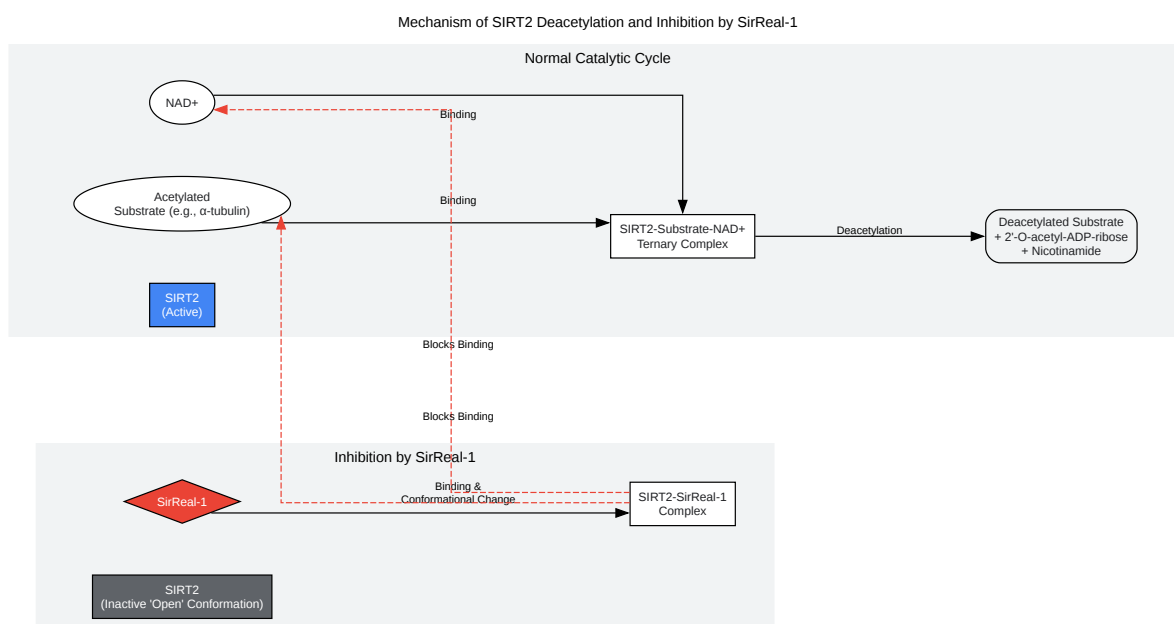 Mechanism of SIRT2 Deacetylation and Inhibition by SirReal-1
Normal Catalytic Cycle
NAD+
Binding
Acetylated
Substrate (e.g., α-tubulin)
Binding
SIRT2-Substrate-NAD+
Ternary Complex
Deacetylation
Deacetylated Substrate
+ 2'-O-acetyl-ADP-ribose
+ Nicotinamide
SIRT2
(Active)
Blocks Binding
Blocks Binding
Inhibition by SirReal-1
SirReal-1
Binding &
Conformational Change
SIRT2-SirReal-1
Complex
SIRT2
(Inactive 'Open' Conformation)